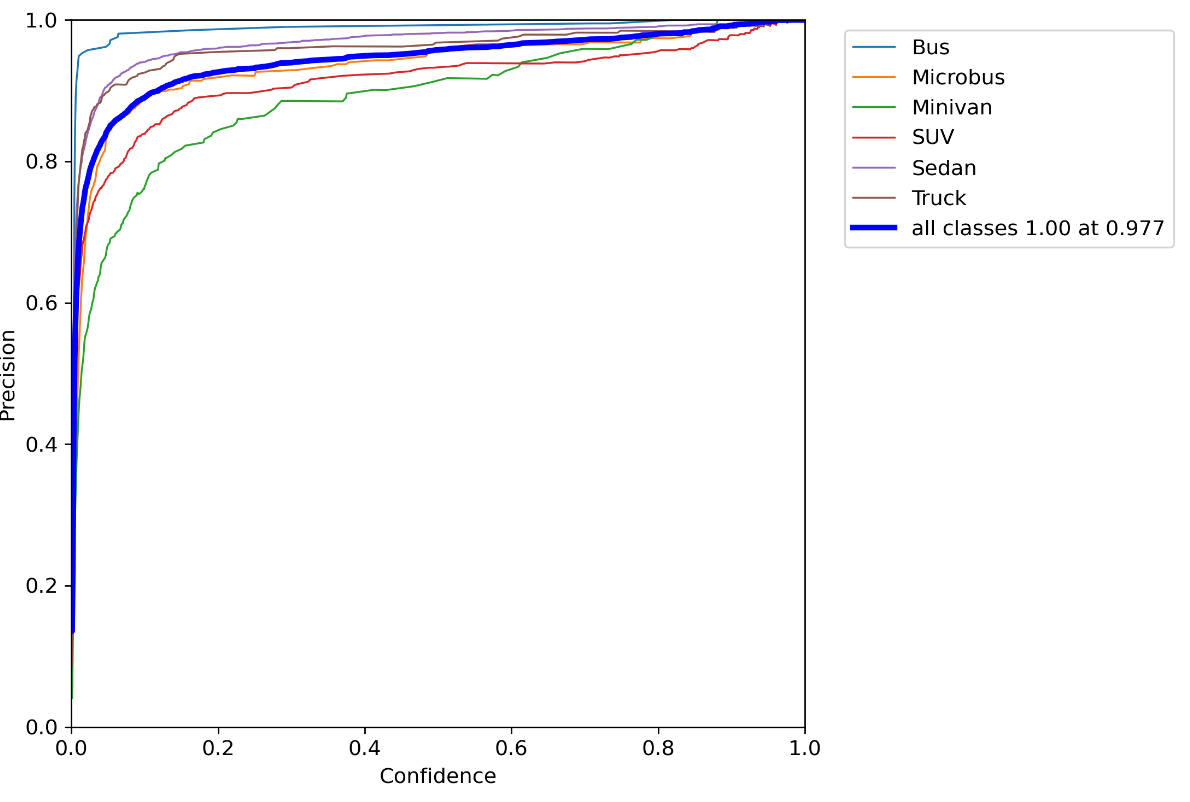 1.0
0.8
0.6
0.4
0.2
0.0
Precision
0.0 0.2 0.4 0.6 0.8 1.0
Confidence
Bus
Microbus
Minivan
SUV
Sedan
Truck
all classes 1.00 at 0.977